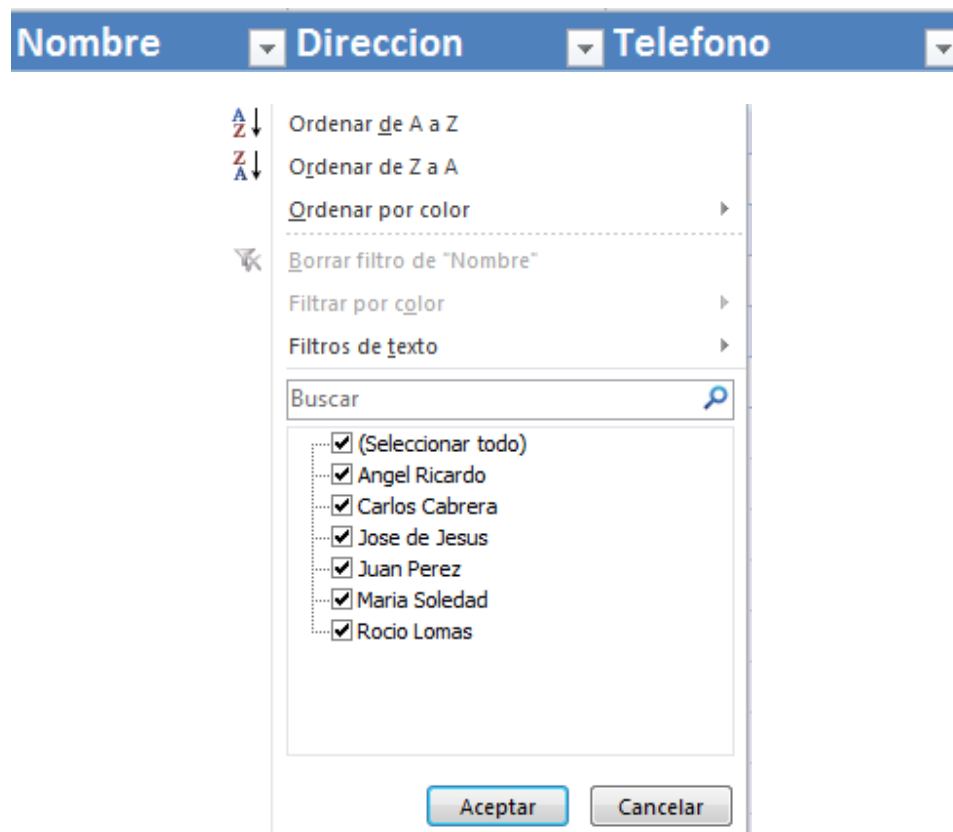 Nombre Direccion Telefono
Ordenar de A a Z
Ordenar de Z a A
Ordenar por color
Borrar filtro de "Nombre"
Filtrar por color
Filtros de texto
Buscar
(Seleccionar todo)
Angel Ricardo
Carlos Cabrera
Jose de Jesus
Juan Perez
Maria Soledad
Rocio Lomas
Aceptar Cancelar